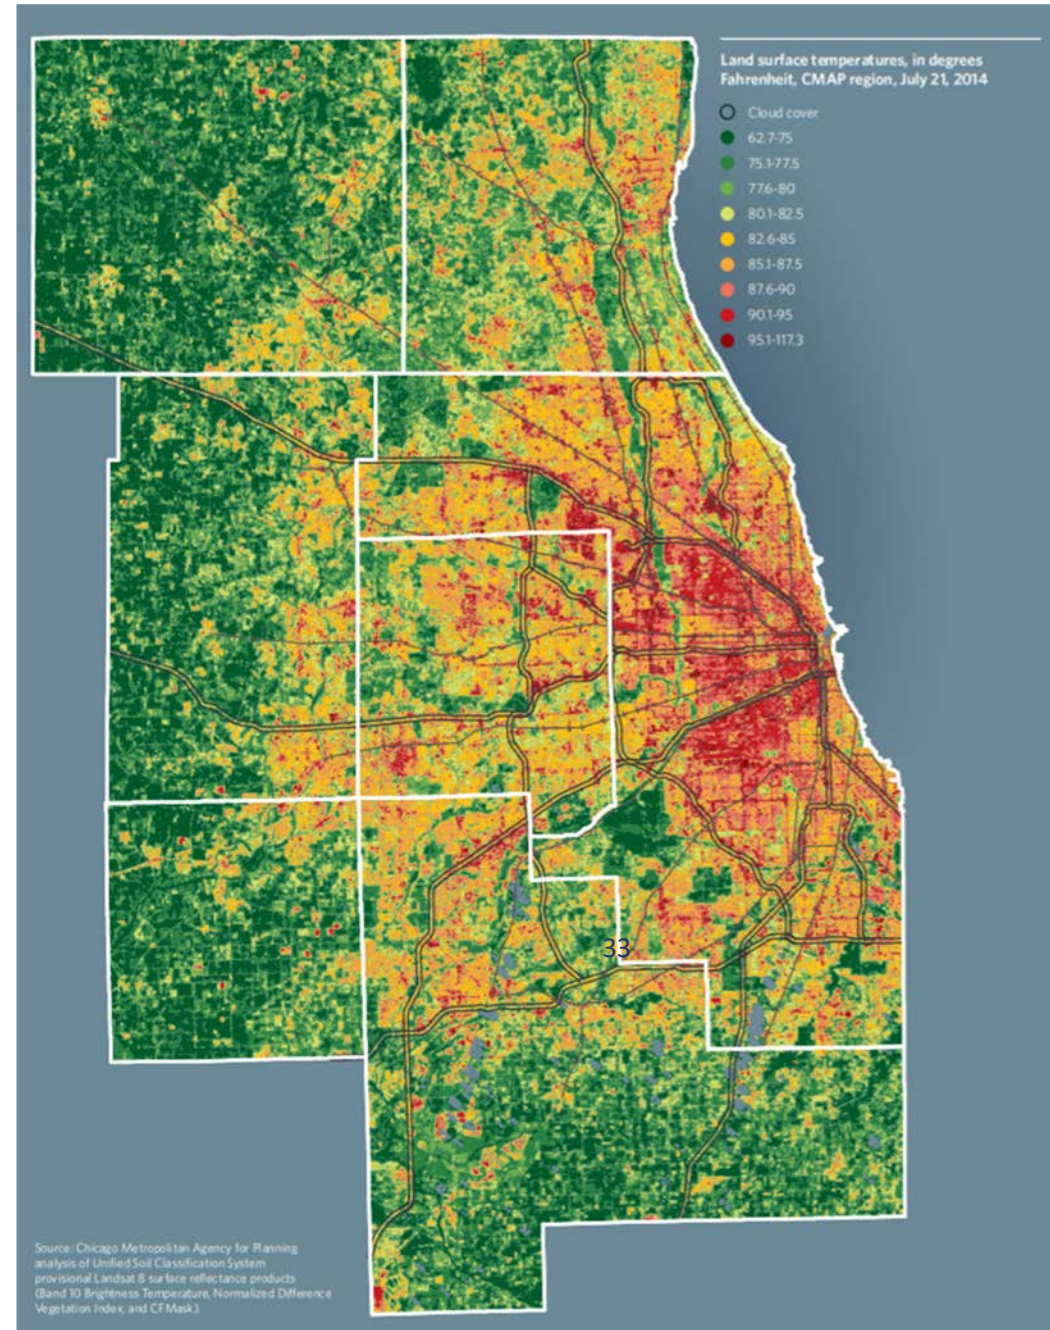 Land surface temperatures, in degrees
Fahrenheit, CMAP region, July 21, 2014
Cloud cover
62.7-75
75.1-77.5
77.6-80
80.1-82.5
82.6-85
85.1-87.5
87.6-90
90.1-95
95.1-117.3
33
Source: Chicago Metropolitan Agency for Planning
analysis of Unified Soil Classification System
provisional Landsat 8 surface reflectance products
(Band 10 Brightness Temperature, Normalized Difference
Vegetation Index, and CFMask).